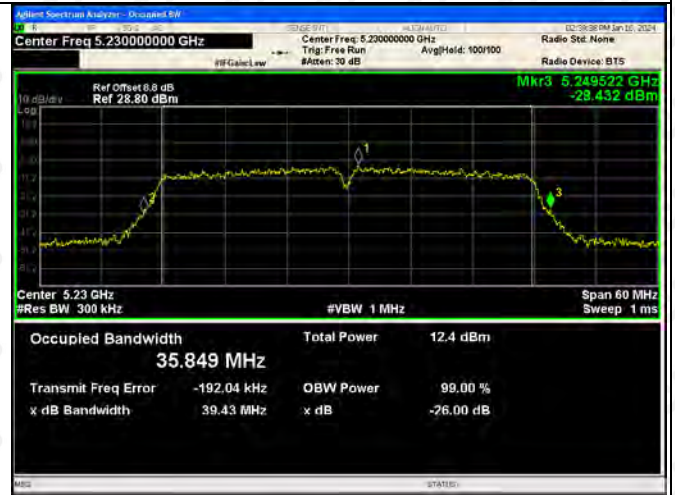 Agilent Spectrum Analyzer - Occupied BW
SENSE:INT
ALIGN AUTO
02:38:38 PM Jan 10, 2024
Center Freq 5.230000000 GHz
Center Freq: 5.230000000 GHz
Radio Std: None
Trig: Free Run
Avg|Hold: 100/100
#IFGain:Low
#Atten: 30 dB
Radio Device: BTS
Ref Offset 8.8 dB
Mkr3 5.249522 GHz
10 dB/div
Ref 28.80 dBm
-29.432 dBm
Log
1
3
Center 5.23 GHz
Span 60 MHz
#Res BW 300 kHz
#VBW 1 MHz
Sweep 1 ms
Occupied Bandwidth
Total Power
12.4 dBm
35.849 MHz
Transmit Freq Error
-192.04 kHz
OBW Power
99.00 %
x dB Bandwidth
39.43 MHz
x dB
-26.00 dB
MSG
STATUS